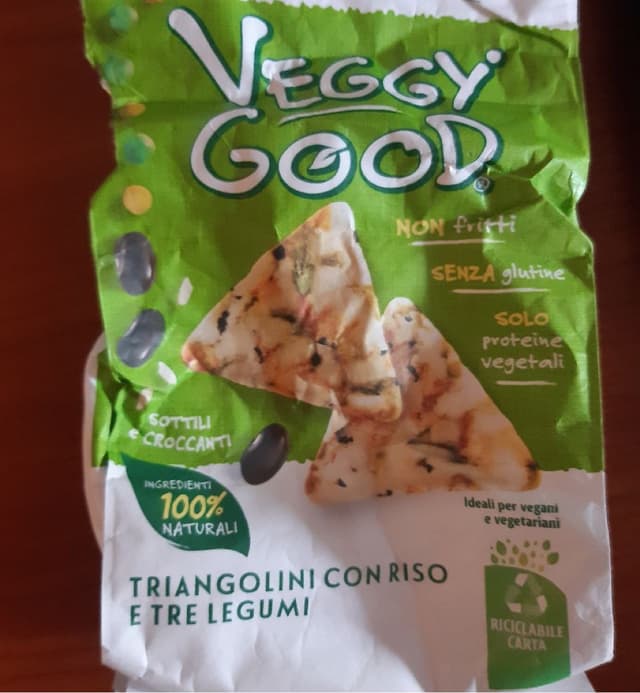 VEGGY
GOOD®
NON fritti
SENZA glutine
SOLO
proteine
vegetali
SOTTILI
e CROCCANTI
INGREDIENTI
100%
NATURALI
Ideali per vegani
e vegetariani
TRIANGOLINI CON RISO
E TRE LEGUMI
RICICLABILE
CARTA